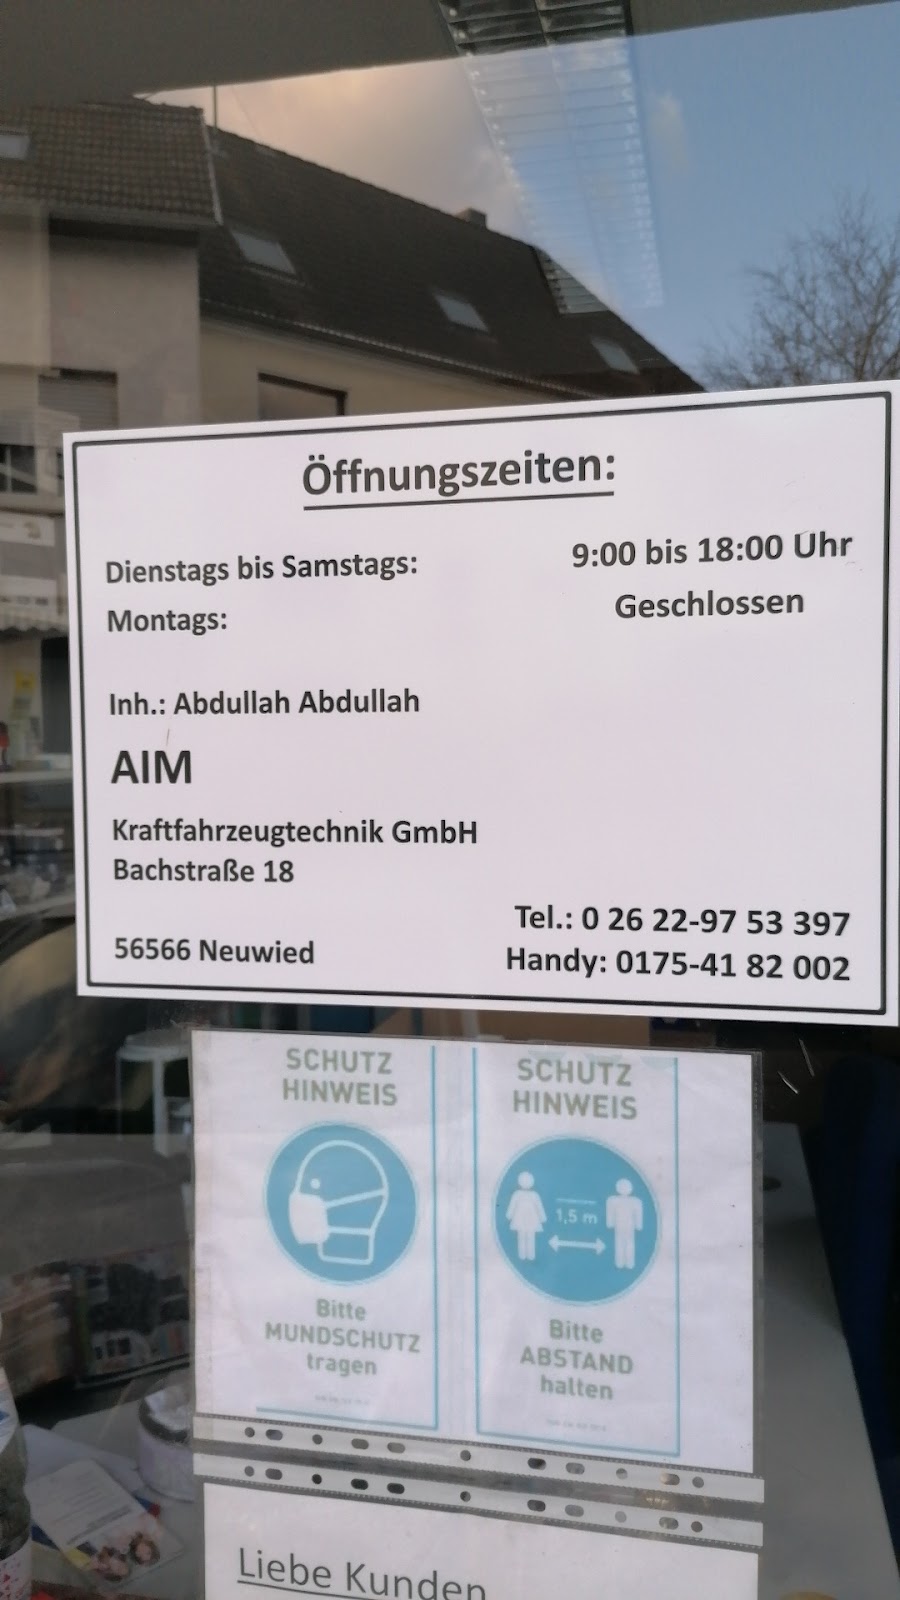 Öffnungszeiten:
Dienstags bis Samstags: 9:00 bis 18:00 Uhr
Montags: Geschlossen
Inh.: Abdullah Abdullah
AIM
Kraftfahrzeugtechnik GmbH
Bachstraße 18
56566 Neuwied
Tel.: 0 26 22-97 53 397
Handy: 0175-41 82 002
SCHUTZ
HINWEIS
Bitte
MUNDSCHUTZ
tragen
SCHUTZ
HINWEIS
1,5 m
Bitte
ABSTAND
halten
Liebe Kunden